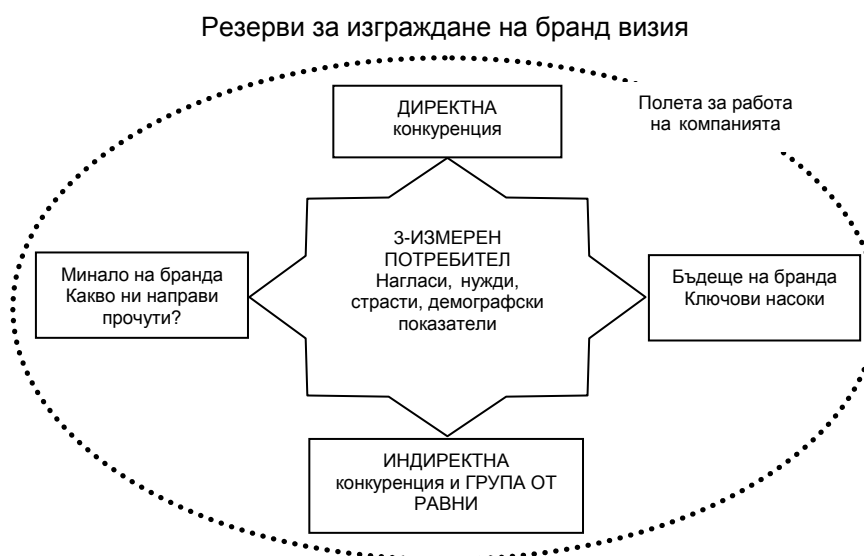 Резерви за изграждане на бранд визия
ДИРЕКТНА
конкуренция
Полета за работа
на компанията
3-ИЗМЕРЕН
ПОТРЕБИТЕЛ
Нагласи, нужди,
страсти, демографски
показатели
Минало на бранда
Какво ни направи
прочути?
Бъдеще на бранда
Ключови насоки
ИНДИРЕКТНА
конкуренция и ГРУПА ОТ
РАВНИ